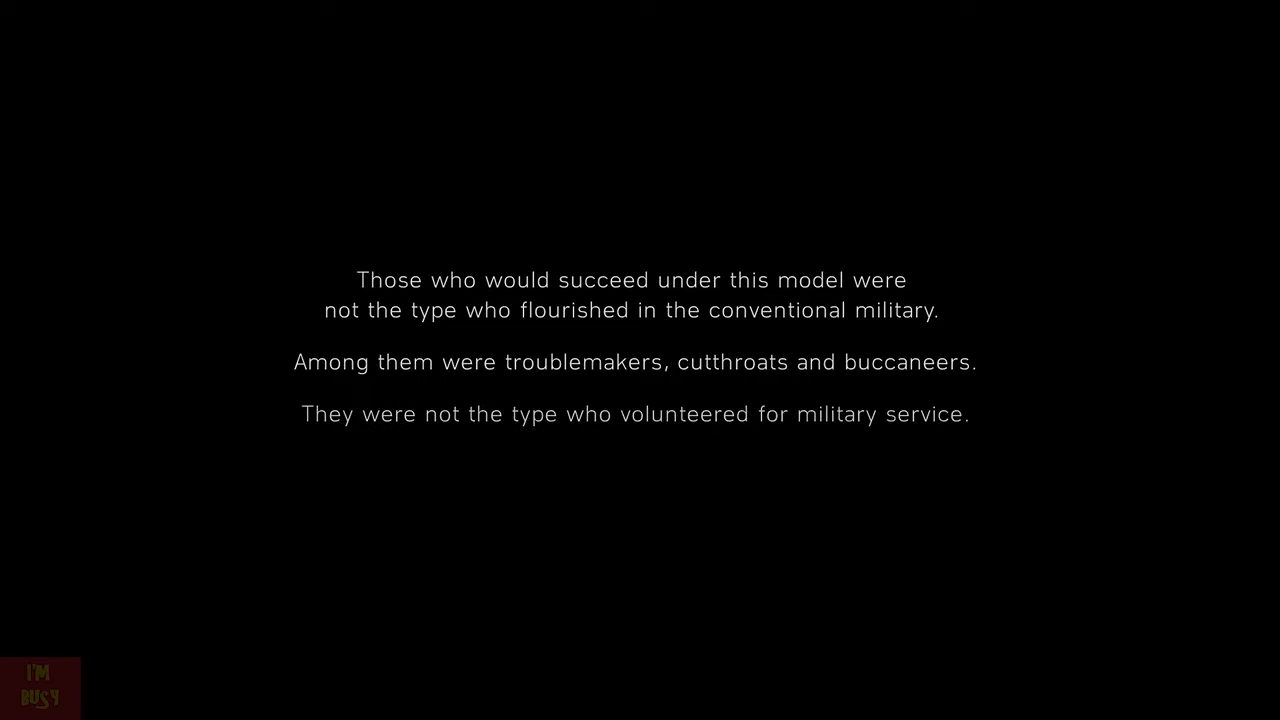 Those who would succeed under this model were
not the type who flourished in the conventional military.
Among them were troublemakers, cutthroats and buccaneers.
They were not the type who volunteered for military service.
I'M
BUSY